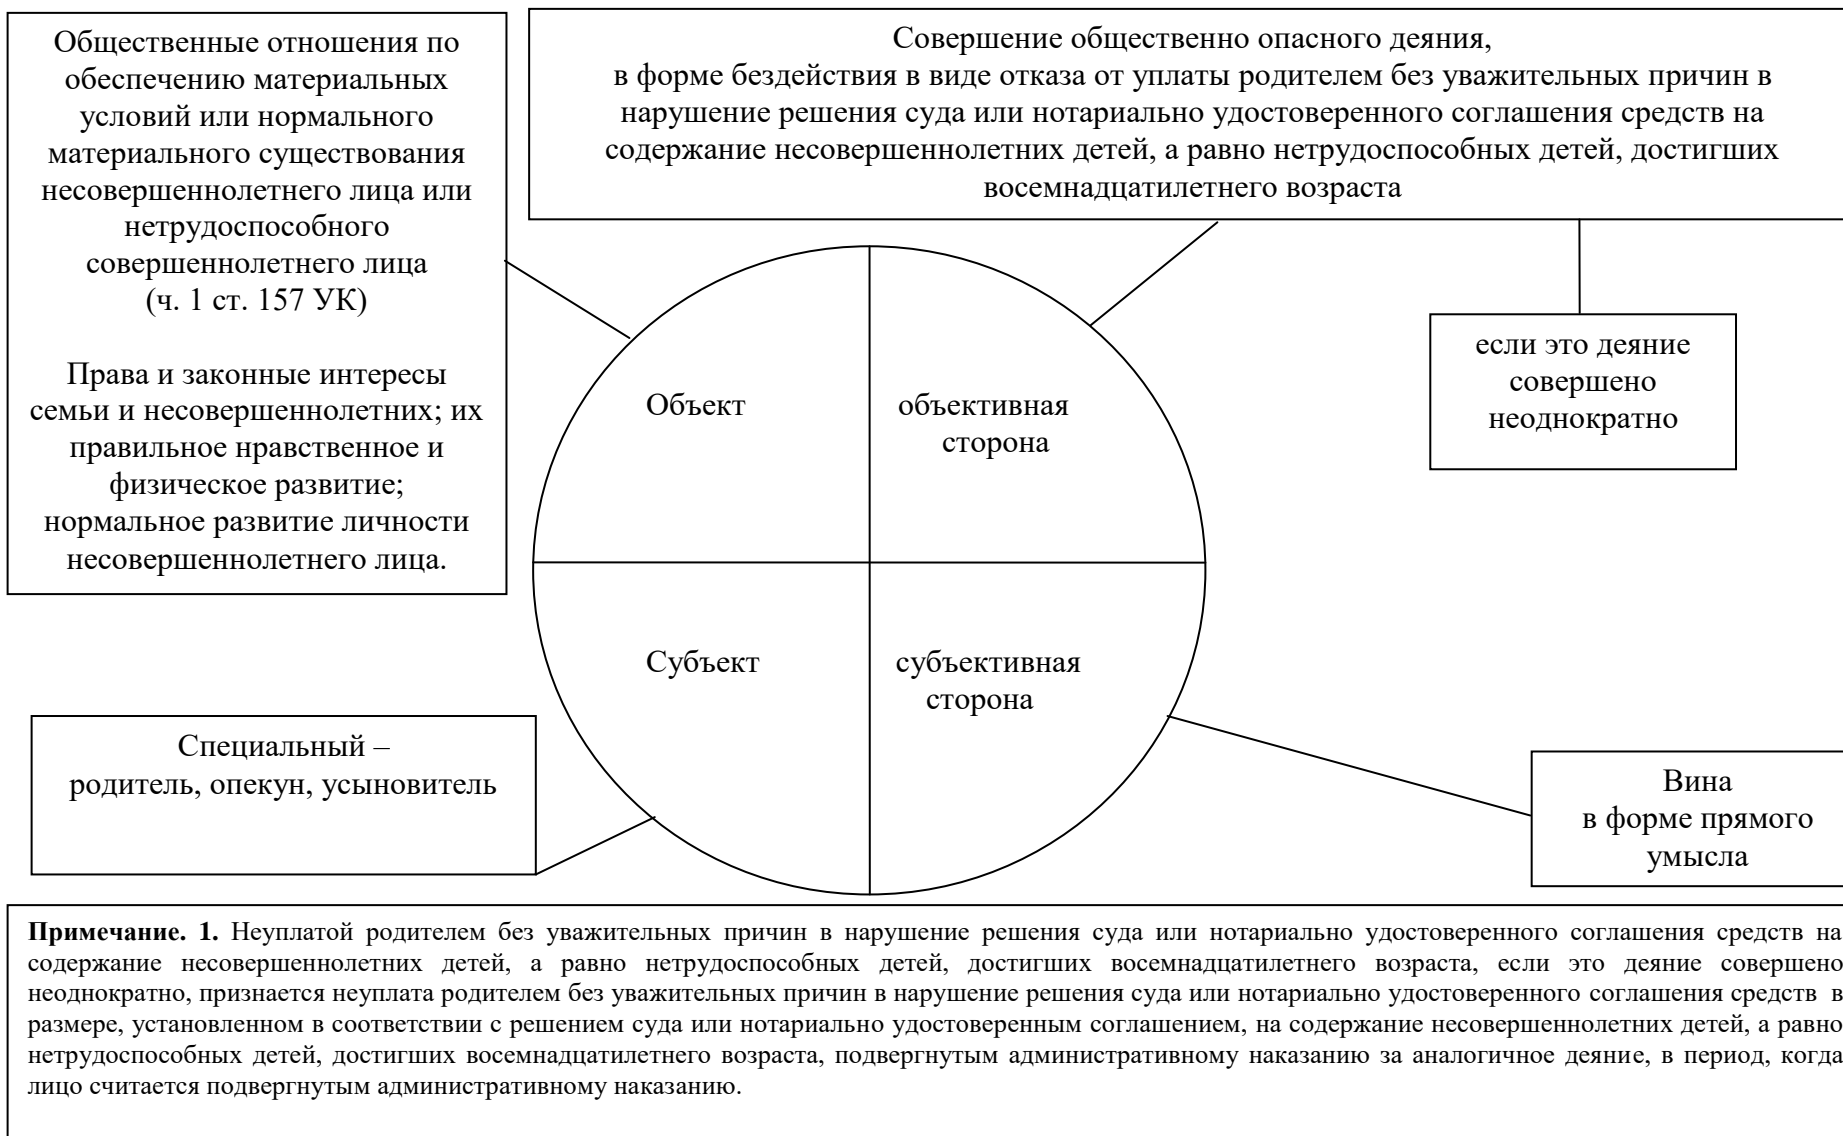 Общественные отношения по
обеспечению материальных
условий или нормального
материального существования
несовершеннолетнего лица или
нетрудоспособного
совершеннолетнего лица
(ч. 1 ст. 157 УК)
Права и законные интересы
семьи и несовершеннолетних; их
правильное нравственное и
физическое развитие;
нормальное развитие личности
несовершеннолетнего лица.
Совершение общественно опасного деяния,
в форме бездействия в виде отказа от уплаты родителем без уважительных причин в
нарушение решения суда или нотариально удостоверенного соглашения средств на
содержание несовершеннолетних детей, а равно нетрудоспособных детей, достигших
восемнадцатилетнего возраста
если это деяние
совершено
неоднократно
Объект
объективная
сторона
Субъект
субъективная
сторона
Специальный –
родитель, опекун, усыновитель
Вина
в форме прямого
умысла
Примечание. 1. Неуплатой родителем без уважительных причин в нарушение решения суда или нотариально удостоверенного соглашения средств на
содержание несовершеннолетних детей, а равно нетрудоспособных детей, достигших восемнадцатилетнего возраста, если это деяние совершено
неоднократно, признается неуплата родителем без уважительных причин в нарушение решения суда или нотариально удостоверенного соглашения средств в
размере, установленном в соответствии с решением суда или нотариально удостоверенным соглашением, на содержание несовершеннолетних детей, а равно
нетрудоспособных детей, достигших восемнадцатилетнего возраста, подвергнутым административному наказанию за аналогичное деяние, в период, когда
лицо считается подвергнутым административному наказанию.